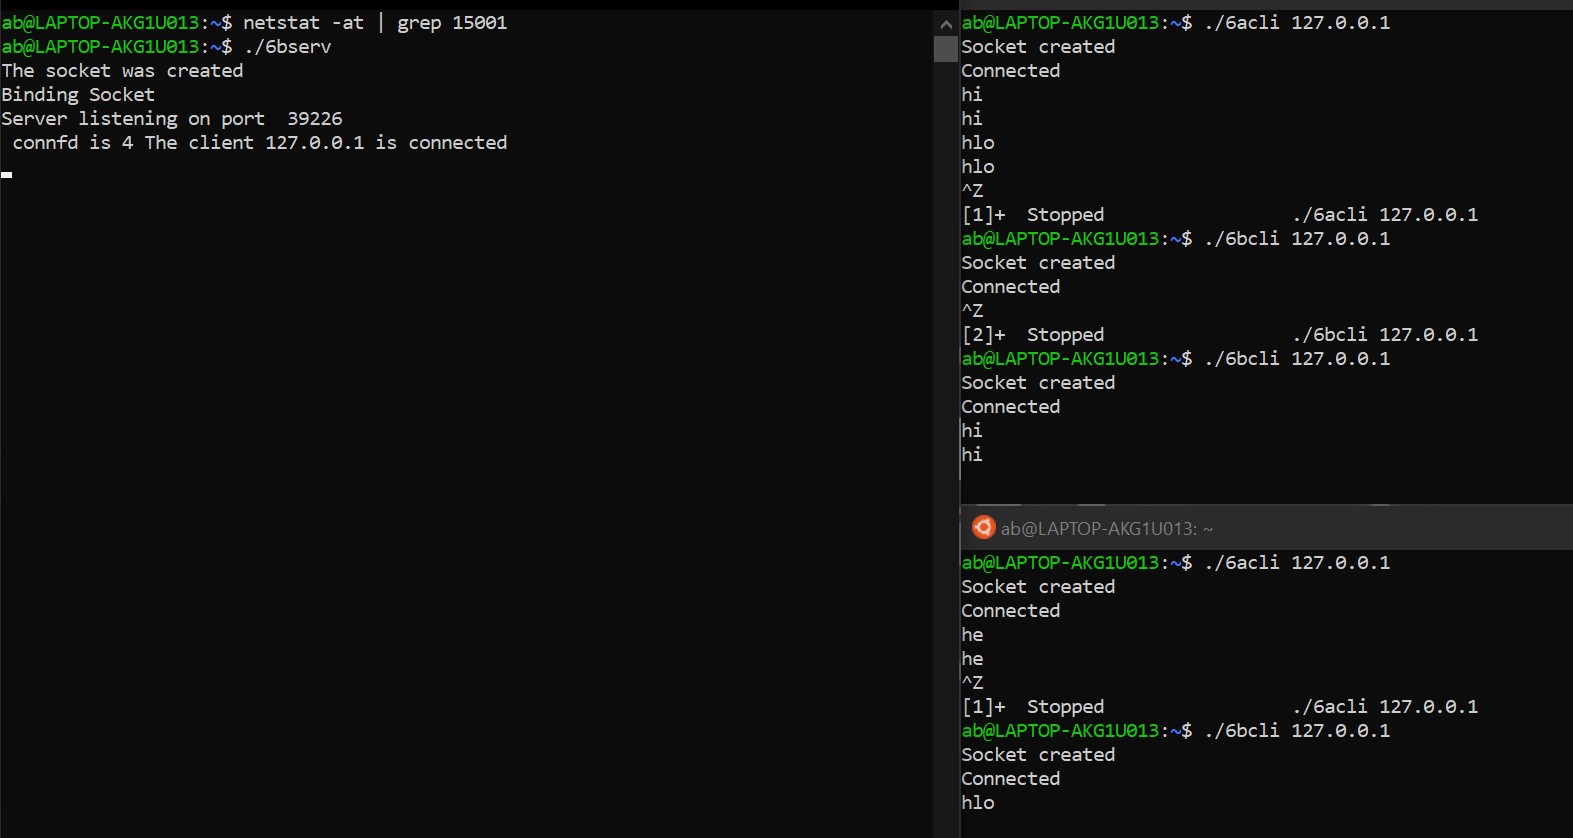 ab@LAPTOP-AKG1U013:~$ netstat -at | grep 15001
ab@LAPTOP-AKG1U013:~$ ./6bserv
The socket was created
Binding Socket
Server listening on port  39226
 connfd is 4 The client 127.0.0.1 is connected
ab@LAPTOP-AKG1U013:~$ ./6acli 127.0.0.1
Socket created
Connected
hi
hi
hlo
hlo
^Z
[1]+  Stopped                 ./6acli 127.0.0.1
ab@LAPTOP-AKG1U013:~$ ./6bcli 127.0.0.1
Socket created
Connected
^Z
[2]+  Stopped                 ./6bcli 127.0.0.1
ab@LAPTOP-AKG1U013:~$ ./6bcli 127.0.0.1
Socket created
Connected
hi
hi
ab@LAPTOP-AKG1U013: ~
ab@LAPTOP-AKG1U013:~$ ./6acli 127.0.0.1
Socket created
Connected
he
he
^Z
[1]+  Stopped                 ./6acli 127.0.0.1
ab@LAPTOP-AKG1U013:~$ ./6bcli 127.0.0.1
Socket created
Connected
hlo